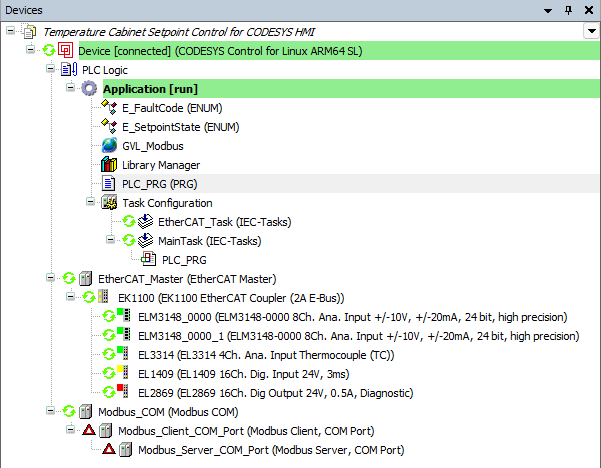 Devices
Temperature Cabinet Setpoint Control for CODESYS HMI
Device [connected] (CODESYS Control for Linux ARM64 SL)
PLC Logic
Application [run]
E_FaultCode (ENUM)
E_SetpointState (ENUM)
GVL_Modbus
Library Manager
PLC_PRG (PRG)
Task Configuration
EtherCAT_Task (IEC-Tasks)
MainTask (IEC-Tasks)
PLC_PRG
EtherCAT_Master (EtherCAT Master)
EK1100 (EK1100 EtherCAT Coupler (2A E-Bus))
ELM3148_0000 (ELM3148-0000 8Ch. Ana. Input +/-10V, +/-20mA, 24 bit, high precision)
ELM3148_0000_1 (ELM3148-0000 8Ch. Ana. Input +/-10V, +/-20mA, 24 bit, high precision)
EL3314 (EL3314 4Ch. Ana. Input Thermocouple (TC))
EL1409 (EL1409 16Ch. Dig. Input 24V, 3ms)
EL2869 (EL2869 16Ch. Dig Output 24V, 0.5A, Diagnostic)
Modbus_COM (Modbus COM)
Modbus_Client_COM_Port (Modbus Client, COM Port)
Modbus_Server_COM_Port (Modbus Server, COM Port)